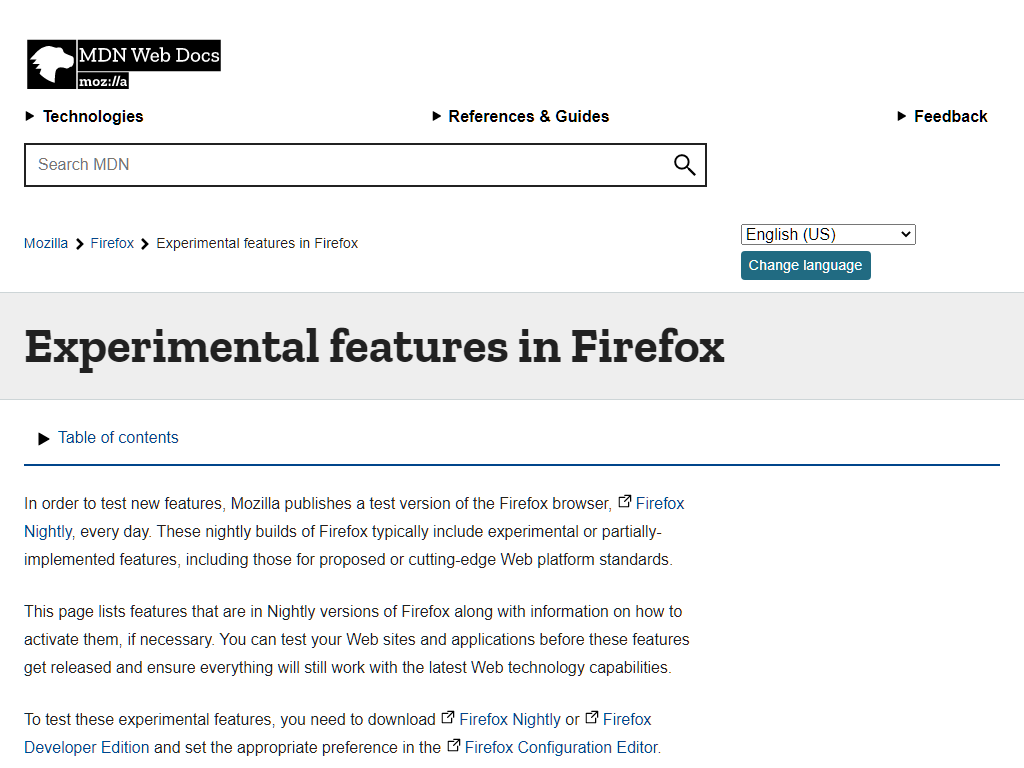 MDN Web Docs
moz://a
Technologies
References & Guides
Feedback
Search MDN
Mozilla Firefox Experimental features in Firefox
English (US)
Change language
Experimental features in Firefox
Table of contents
In order to test new features, Mozilla publishes a test version of the Firefox browser, Firefox
Nightly, every day. These nightly builds of Firefox typically include experimental or partially-
implemented features, including those for proposed or cutting-edge Web platform standards.
This page lists features that are in Nightly versions of Firefox along with information on how to
activate them, if necessary. You can test your Web sites and applications before these features
get released and ensure everything will still work with the latest Web technology capabilities.
To test these experimental features, you need to download Firefox Nightly or Firefox
Developer Edition and set the appropriate preference in the Firefox Configuration Editor.